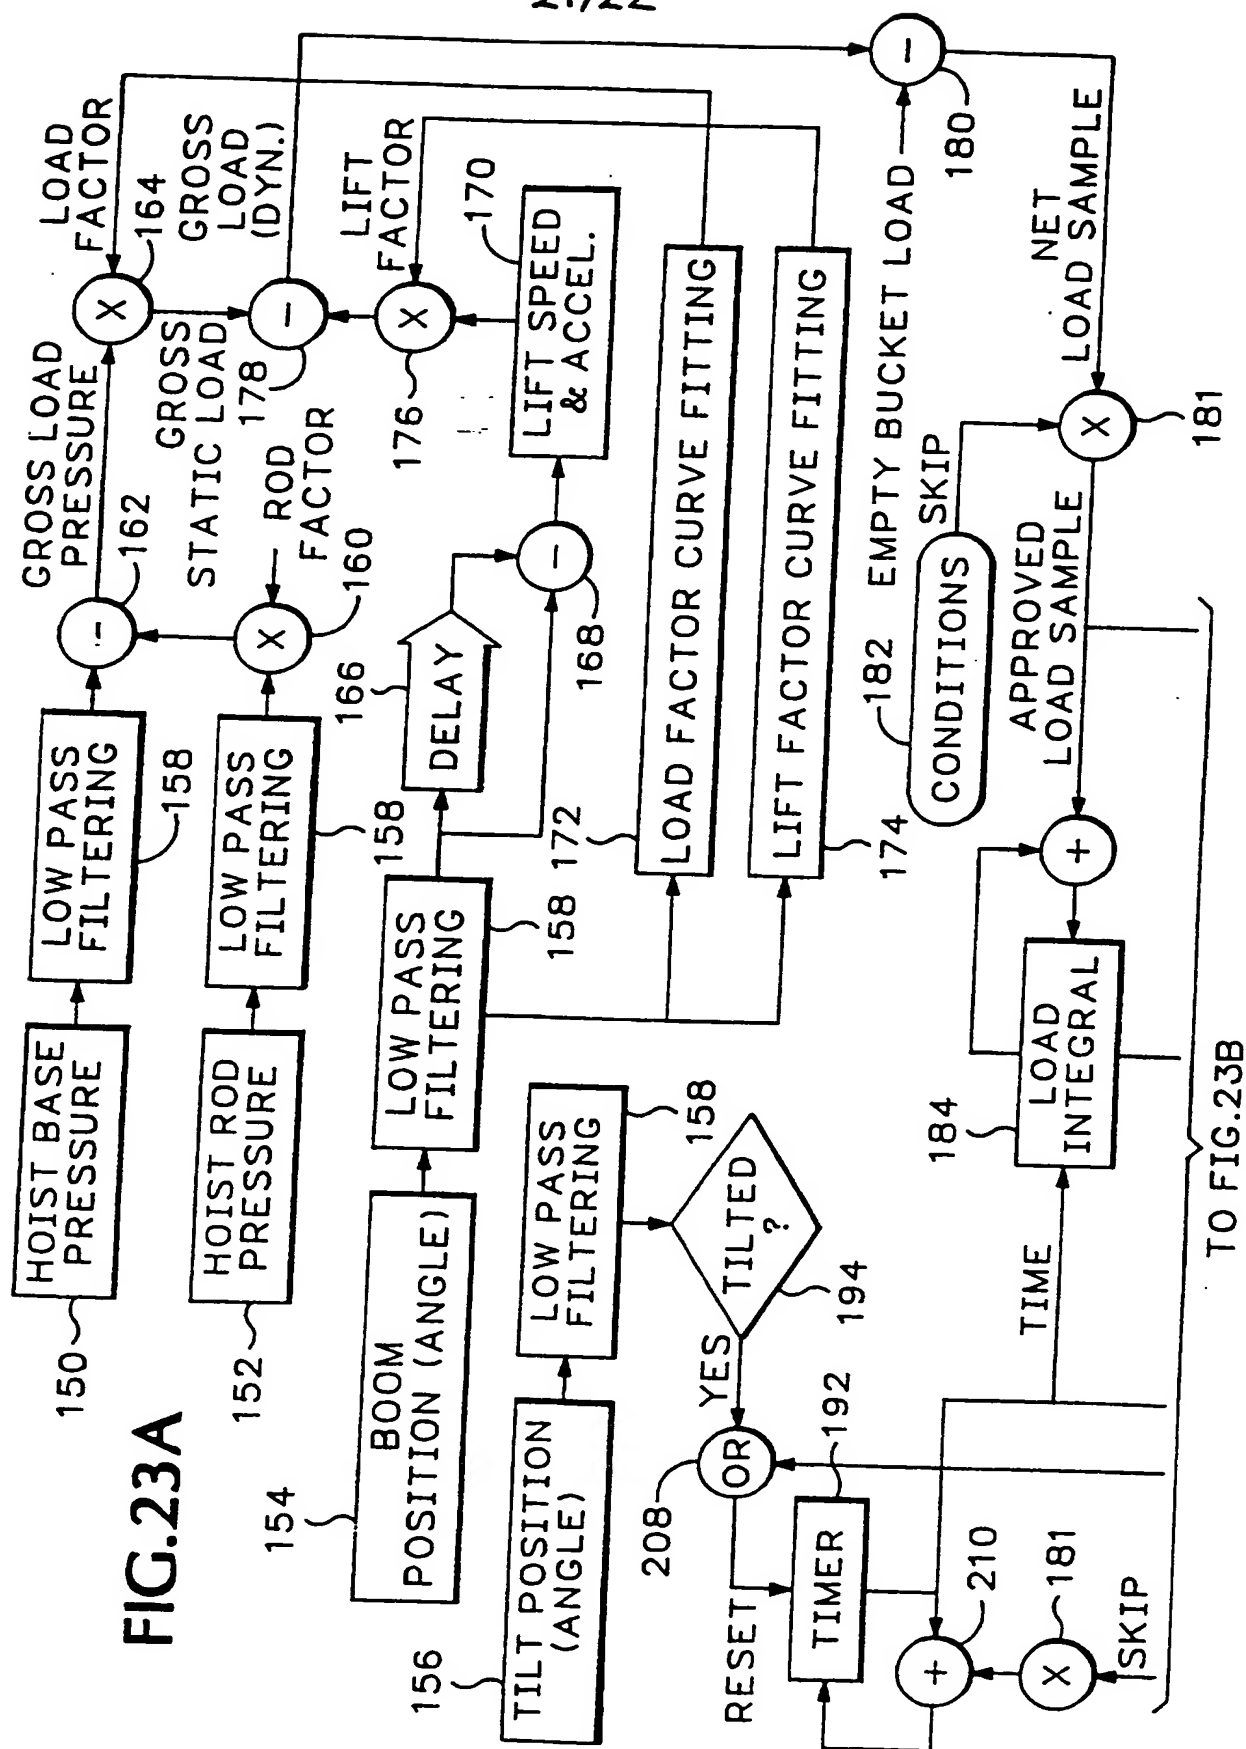 21/22
FIG.23A
150
HOIST BASE
PRESSURE
LOW PASS
FILTERING
158
162
GROSS LOAD
PRESSURE
LOAD
FACTOR
164
152
HOIST ROD
PRESSURE
LOW PASS
FILTERING
158
160
ROD
FACTOR
GROSS
STATIC LOAD
178
GROSS
LOAD
(DYN.)
154
BOOM
POSITION (ANGLE)
LOW PASS
FILTERING
158
166
DELAY
168
176
LIFT
FACTOR
170
LIFT SPEED
& ACCEL.
172
LOAD FACTOR CURVE FITTING
174
LIFT FACTOR CURVE FITTING
156
TILT POSITION
(ANGLE)
LOW PASS
FILTERING
158
TILTED
?
194
YES
208
OR
RESET
192
TIMER
210
181
SKIP
TIME
184
LOAD
INTEGRAL
182
CONDITIONS
SKIP
EMPTY BUCKET LOAD
180
NET
LOAD SAMPLE
181
APPROVED
LOAD SAMPLE
TO FIG.23B